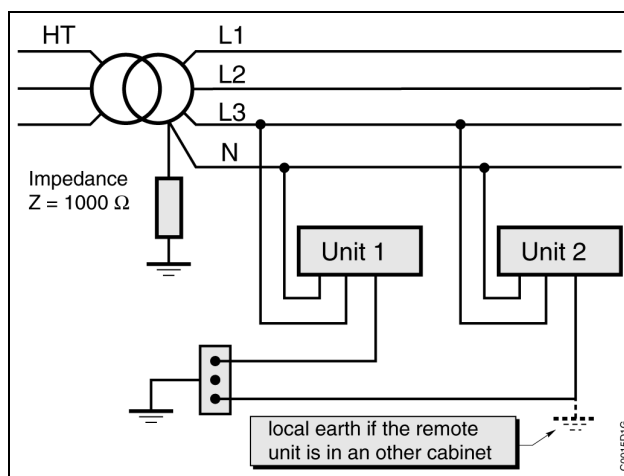 HT
L1
L2
L3
N
Impedance
Z = 1000 Ω
Unit 1
Unit 2
local earth if the remote
unit is in an other cabinet